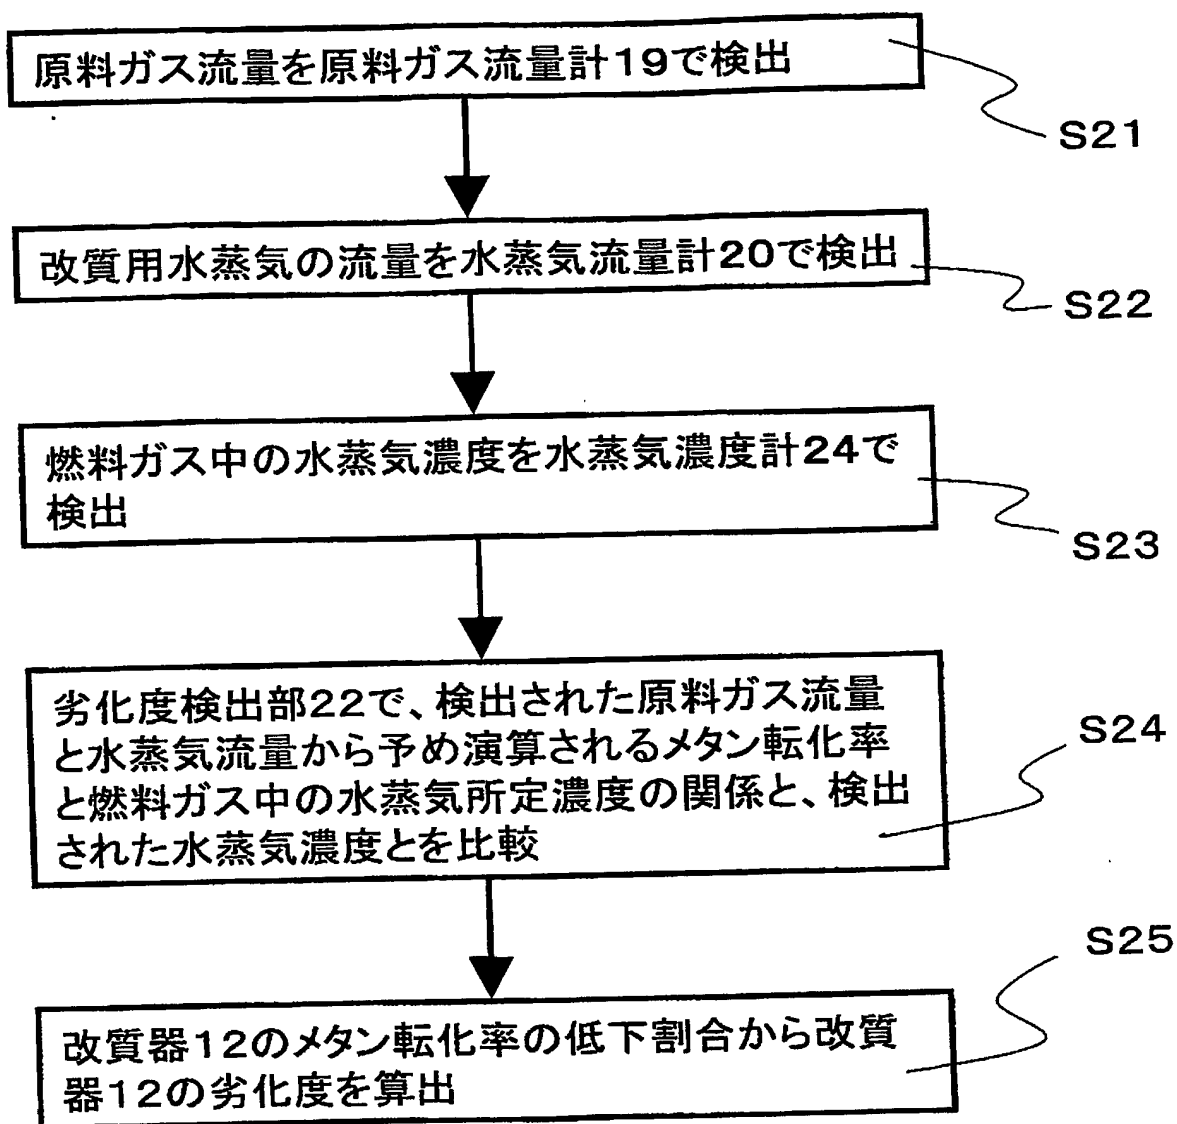 原料ガス流量を原料ガス流量計19で検出
S21
改質用水蒸気の流量を水蒸気流量計20で検出
S22
燃料ガス中の水蒸気濃度を水蒸気濃度計24で
検出
S23
劣化度検出部22で、検出された原料ガス流量
と水蒸気流量から予め演算されるメタン転化率
と燃料ガス中の水蒸気所定濃度の関係と、検出
された水蒸気濃度とを比較
S24
S25
改質器12のメタン転化率の低下割合から改質
器12の劣化度を算出